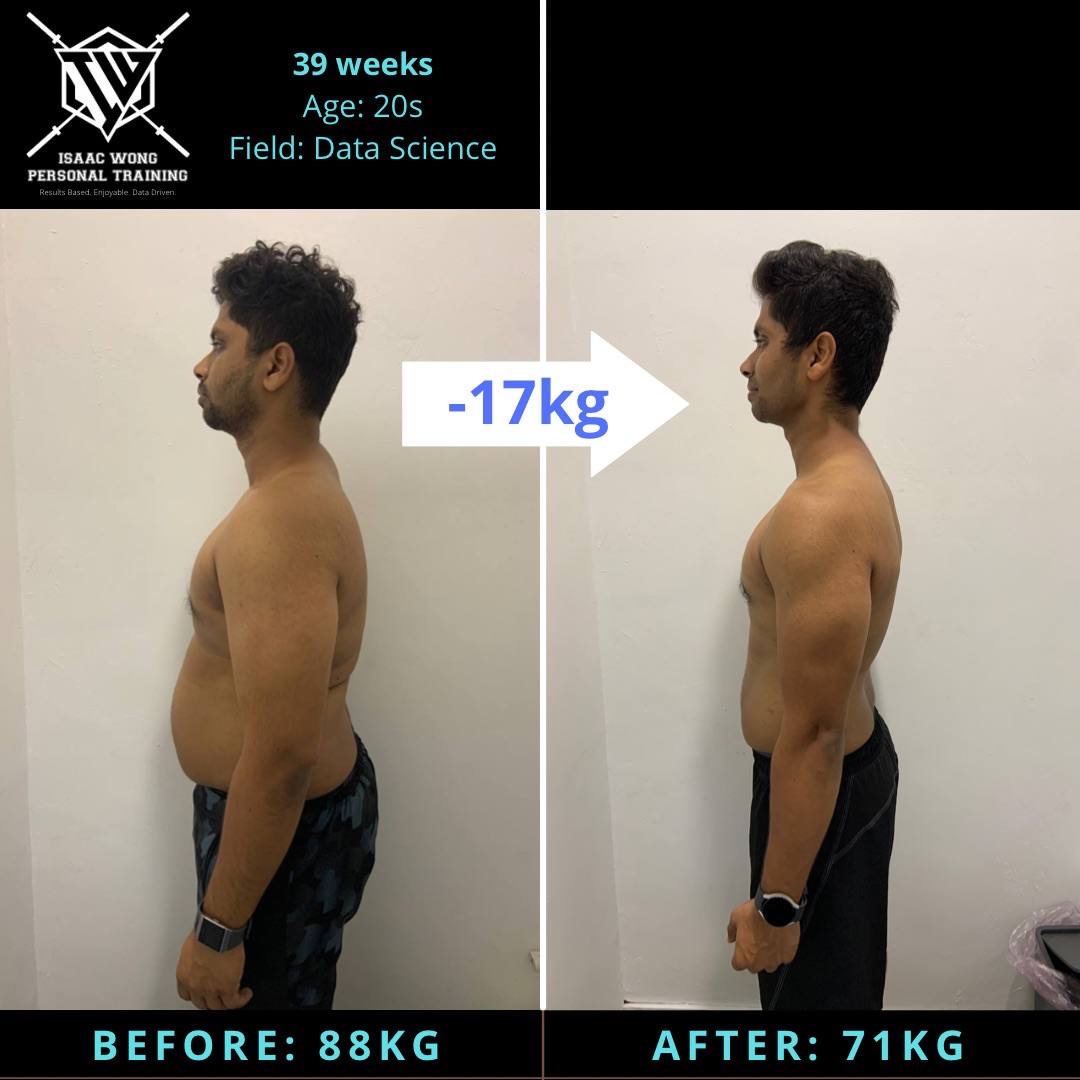 ISAAC WONG
PERSONAL TRAINING
Results Based. Enjoyable. Data Driven.
39 weeks
Age: 20s
Field: Data Science
-17kg
BEFORE: 88KG
AFTER: 71KG